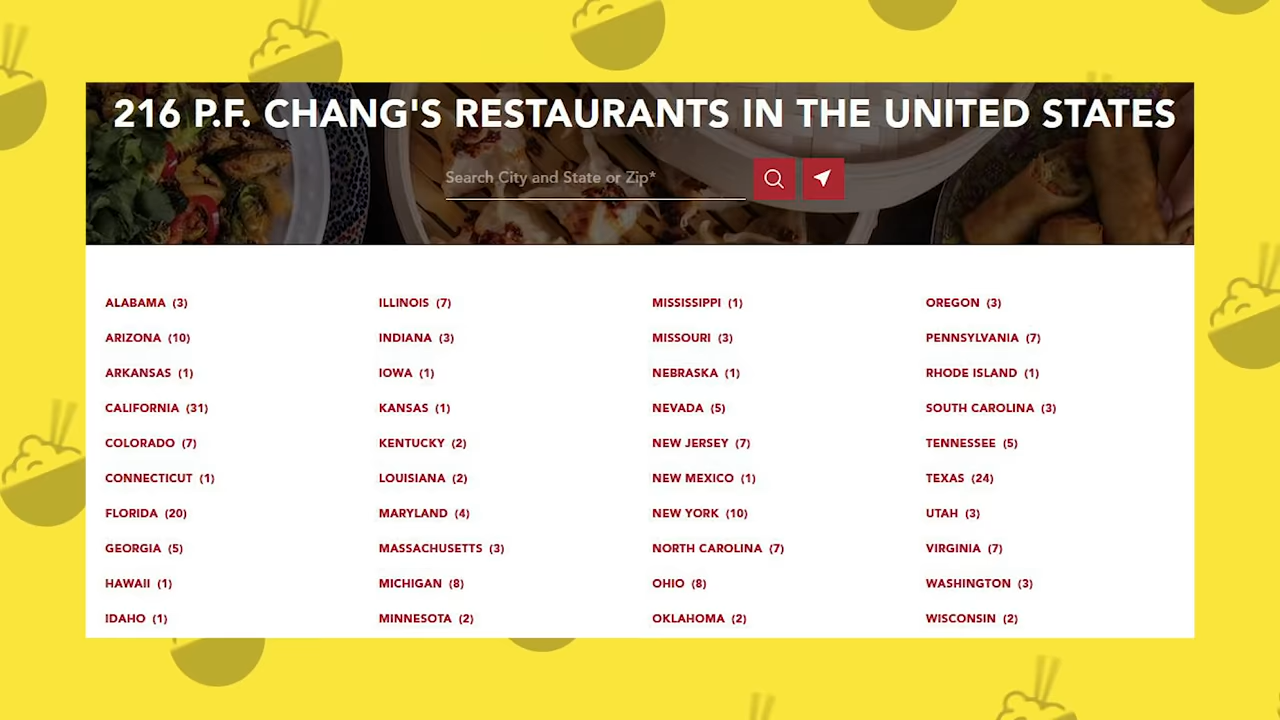 216 P.F. CHANG'S RESTAURANTS IN THE UNITED STATES
Search City and State or Zip*
ALABAMA (3)
ARIZONA (10)
ARKANSAS (1)
CALIFORNIA (31)
COLORADO (7)
CONNECTICUT (1)
FLORIDA (20)
GEORGIA (5)
HAWAII (1)
IDAHO (1)
ILLINOIS (7)
INDIANA (3)
IOWA (1)
KANSAS (1)
KENTUCKY (2)
LOUISIANA (2)
MARYLAND (4)
MASSACHUSETTS (3)
MICHIGAN (8)
MINNESOTA (2)
MISSISSIPPI (1)
MISSOURI (3)
NEBRASKA (1)
NEVADA (5)
NEW JERSEY (7)
NEW MEXICO (1)
NEW YORK (10)
NORTH CAROLINA (7)
OHIO (8)
OKLAHOMA (2)
OREGON (3)
PENNSYLVANIA (7)
RHODE ISLAND (1)
SOUTH CAROLINA (3)
TENNESSEE (5)
TEXAS (24)
UTAH (3)
VIRGINIA (7)
WASHINGTON (3)
WISCONSIN (2)